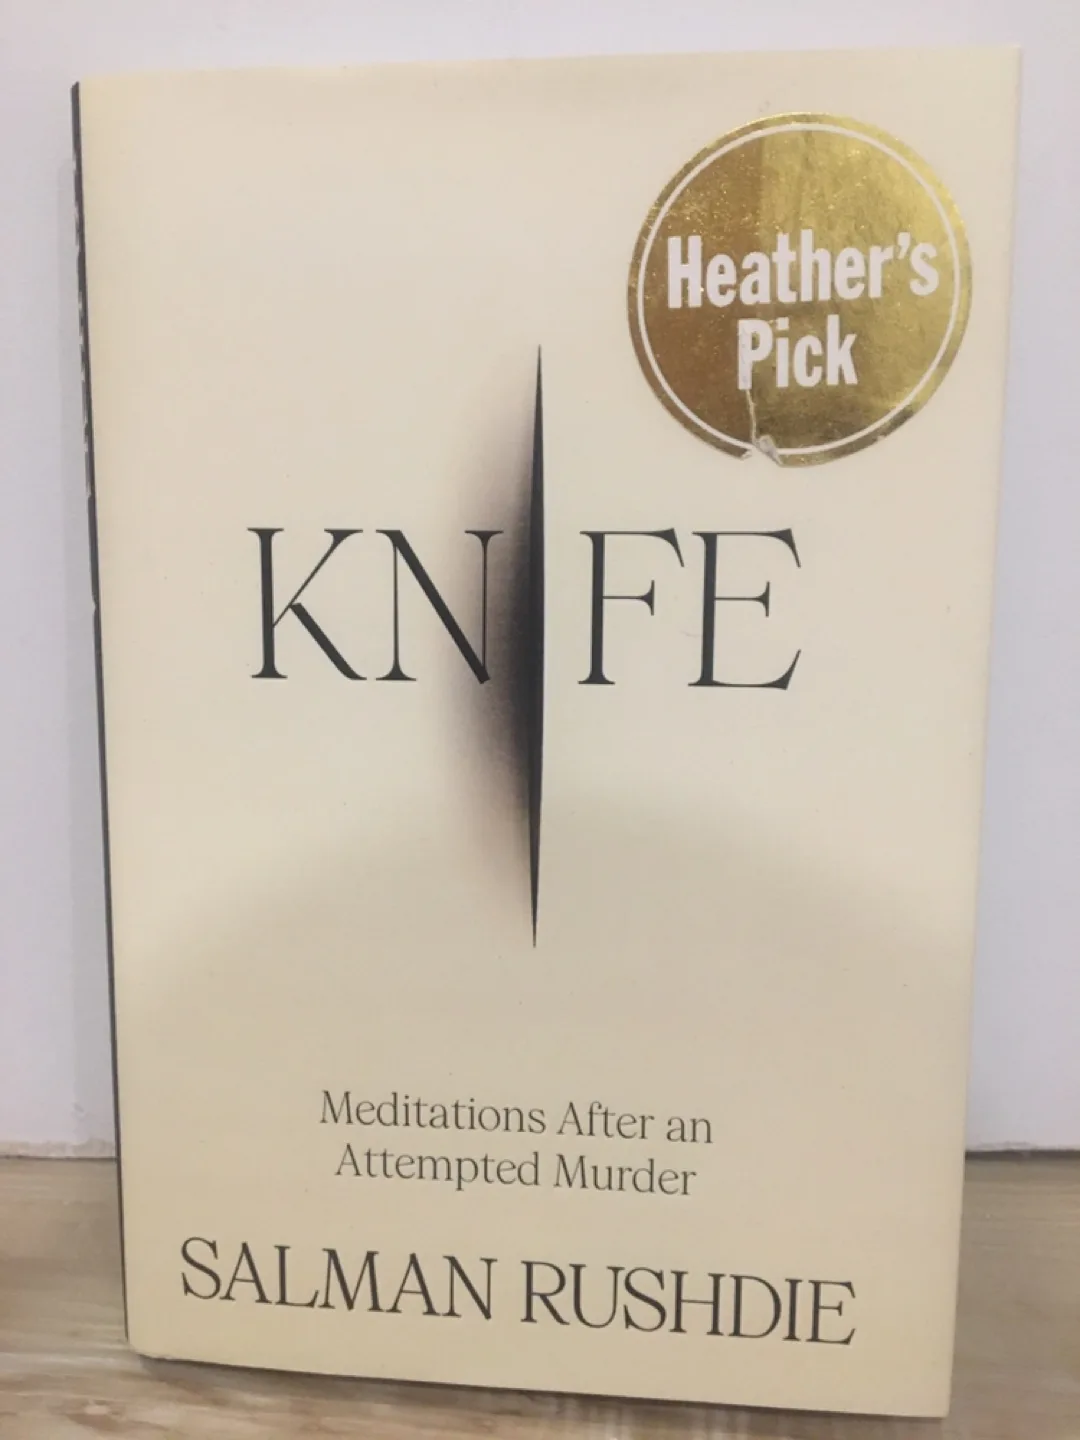 Heather's
Pick
KNIFE
Meditations After an
Attempted Murder
SALMAN RUSHDIE